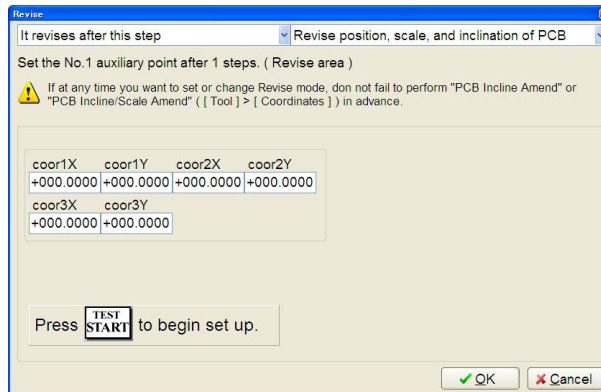 Revise
It revises after this step
Revise position, scale, and inclination of PCB
Set the No.1 auxiliary point after 1 steps. ( Revise area )
If at any time you want to set or change Revise mode, don not fail to perform "PCB Incline Amend" or
"PCB Incline/Scale Amend" ( [ Tool ] > [ Coordinates ] ) in advance.
coor1X coor1Y coor2X coor2Y
+000.0000 +000.0000 +000.0000 +000.0000
coor3X coor3Y
+000.0000 +000.0000
Press TEST START to begin set up.
OK Cancel